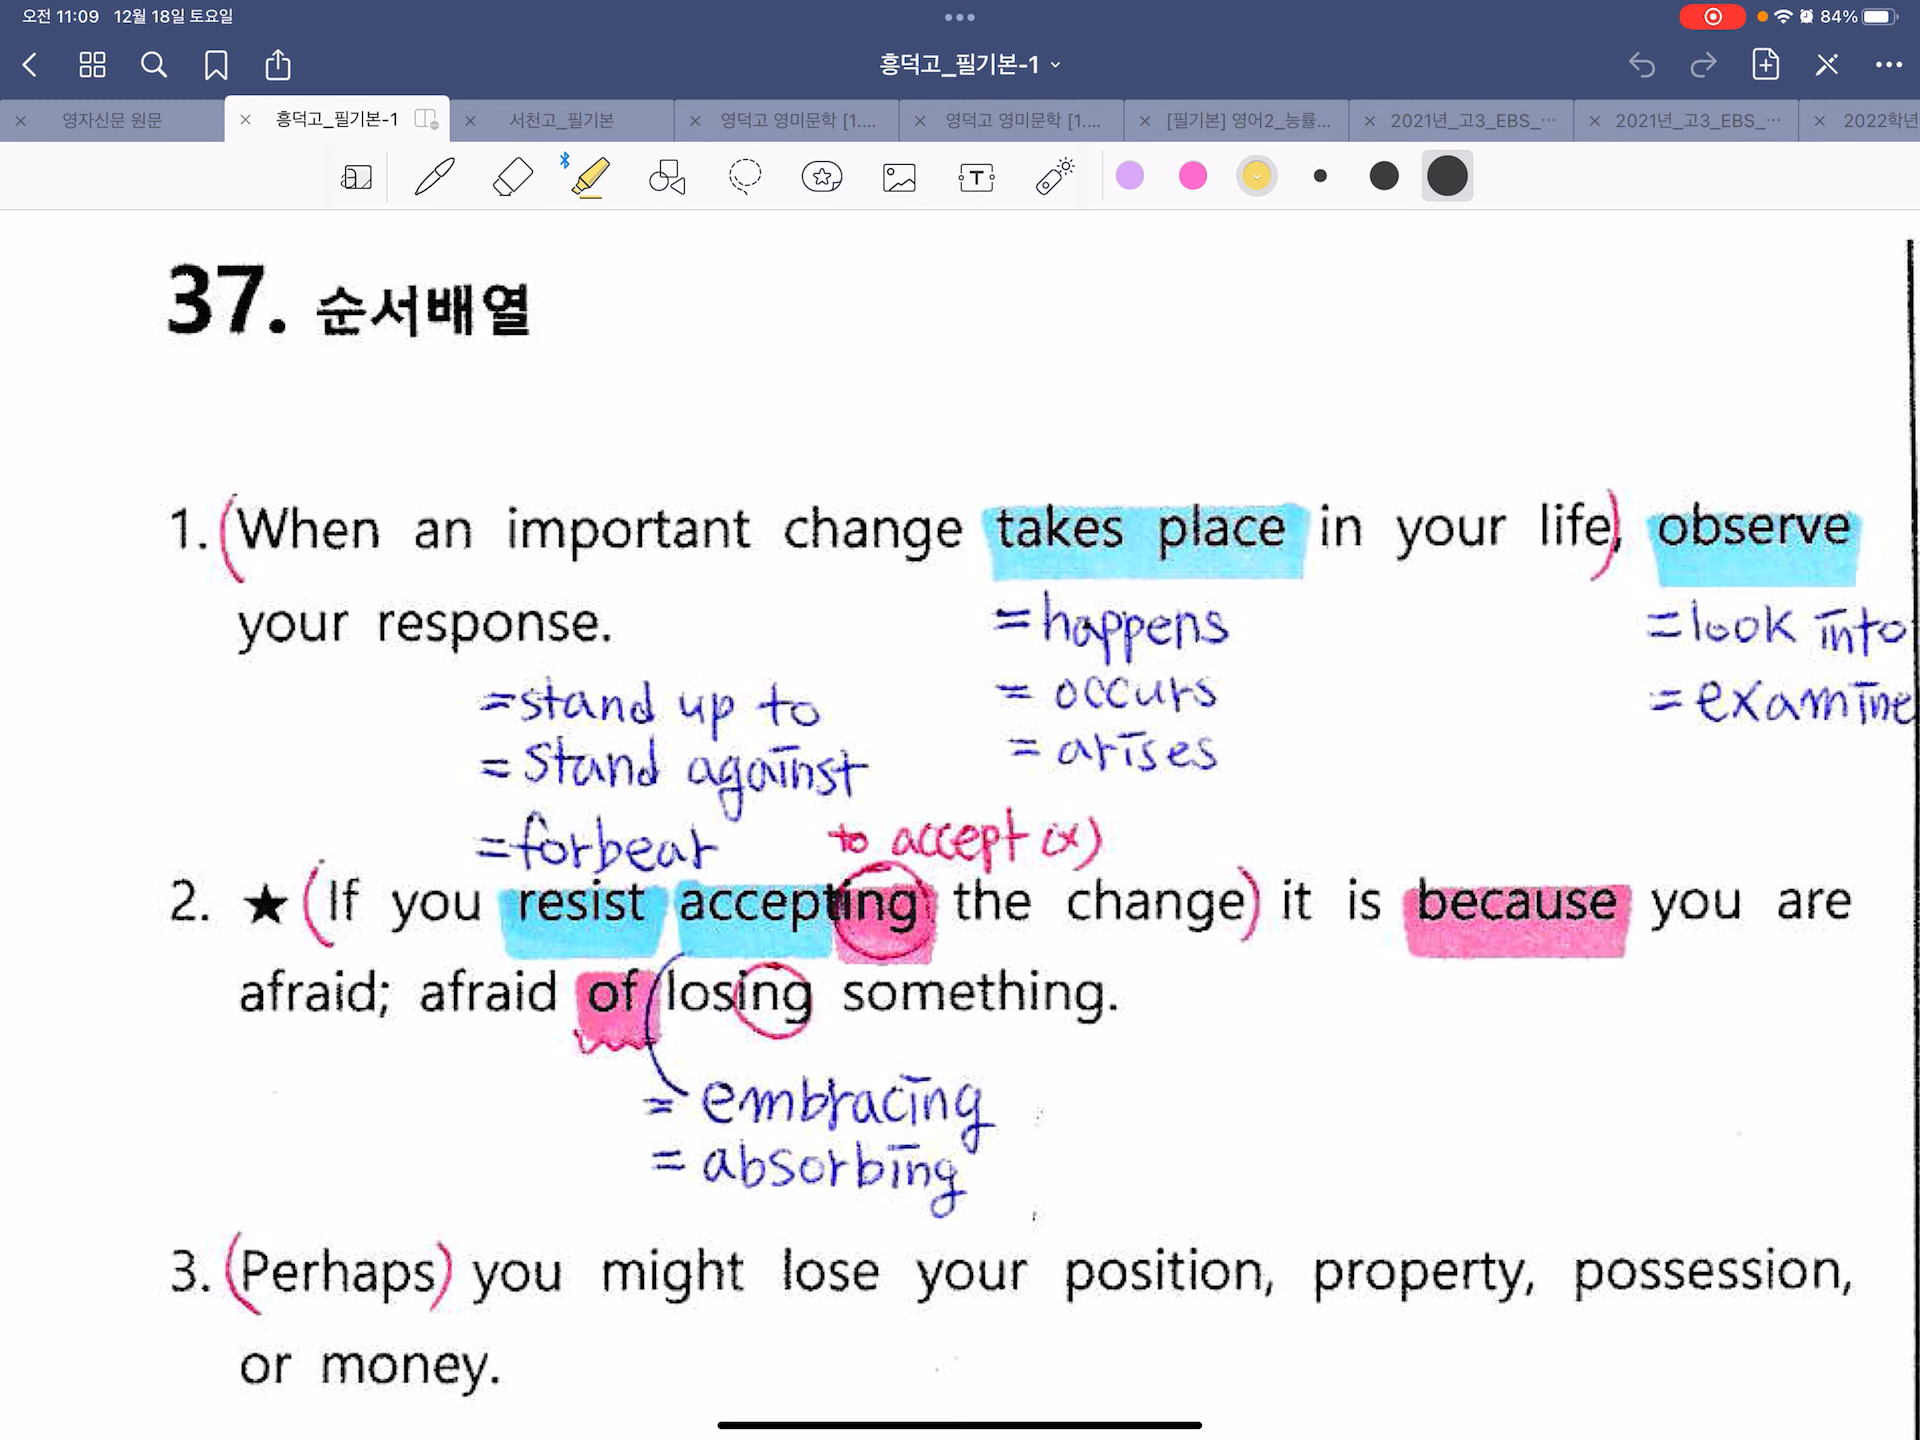 오전 11:09 12월 18일 토요일
84%
흥덕고_필기본-1
영자신문 원문
흥덕고_필기본-1
서천고_필기본
영덕고 영미문학 [1....
영덕고 영미문학 [1....
[필기본] 영어2_능률...
2021년_고3_EBS_...
2021년_고3_EBS_...
2022학년
37. 순서배열
1. (When an important change takes place in your life), observe
your response.
= happens
= look into
= stand up to
= occurs
= examine
= stand against
= arises
= forbear
to accept (x)
2. ★ (If you resist accepting the change) it is because you are
afraid; afraid of losing something.
= embracing
= absorbing
3. (Perhaps) you might lose your position, property, possession,
or money.